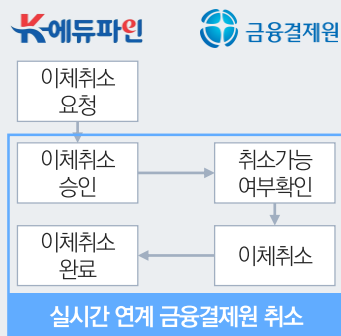 K에듀파인
금융결제원
이체취소
요청
이체취소
승인
취소가능
여부확인
이체취소
완료
이체취소
실시간 연계 금융결제원 취소